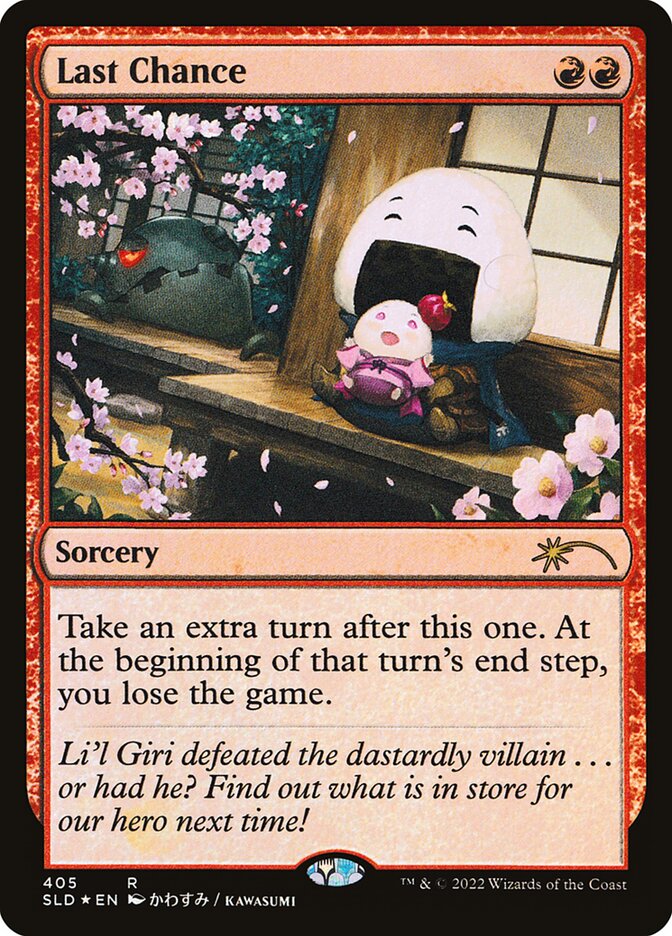 Last Chance
Sorcery
Take an extra turn after this one. At
the beginning of that turn's end step,
you lose the game.
Li'l Giri defeated the dastardly villain . . .
or had he? Find out what is in store for
our hero next time!
405 R
SLD ★ EN かわすみ / KAWASUMI
™ & © 2022 Wizards of the Coast